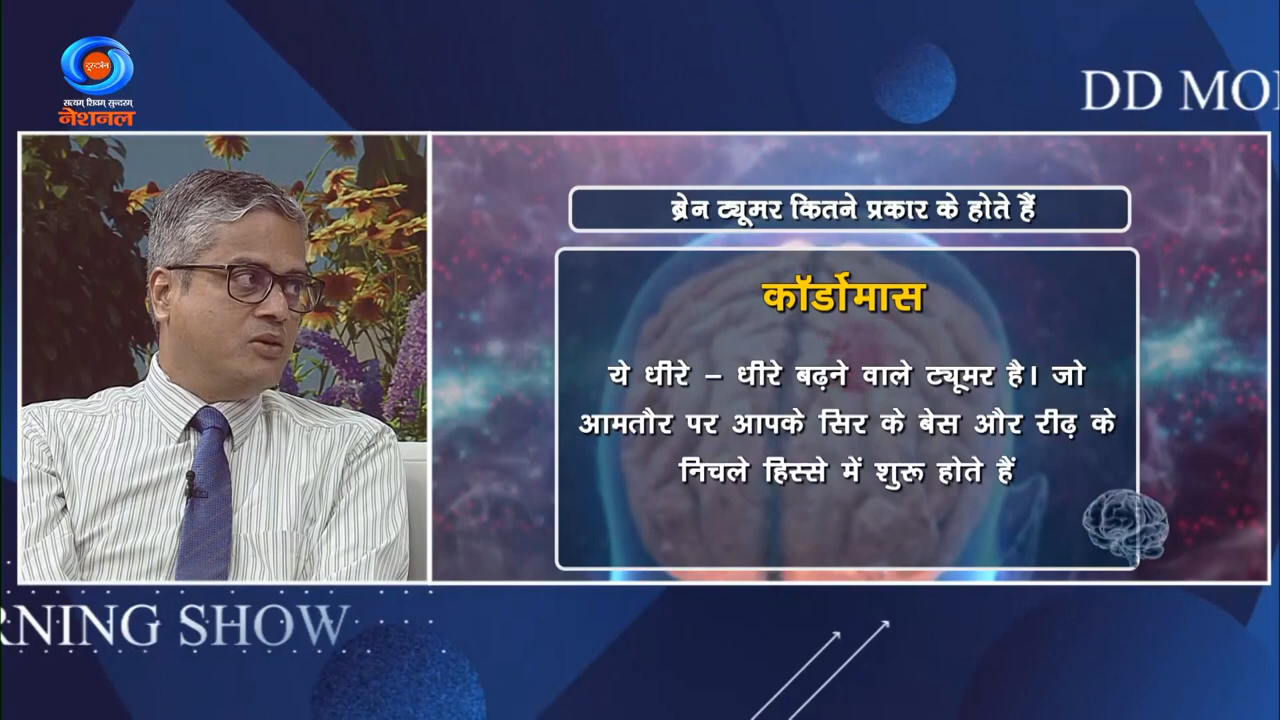 दूरदर्शन
सत्यम् शिवम् सुन्दरम्
नेशनल
DD MO
ब्रेन ट्यूमर कितने प्रकार के होते हैं
कॉर्डोमास
ये धीरे – धीरे बढ़ने वाले ट्यूमर है। जो
आमतौर पर आपके सिर के बेस और रीढ़ के
निचले हिस्से में शुरू होते हैं
RNING SHOW